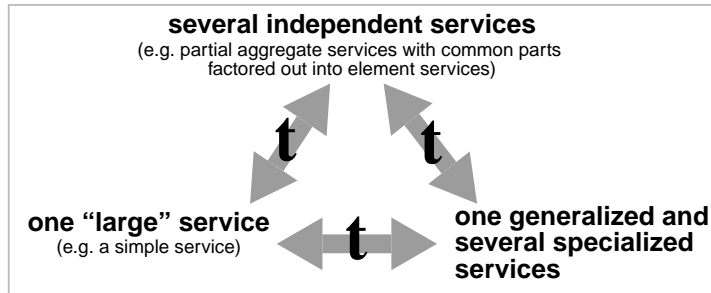 several independent services
(e.g. partial aggregate services with common parts
factored out into element services)
t
t
one “large” service
(e.g. a simple service)
t
one generalized and
several specialized
services